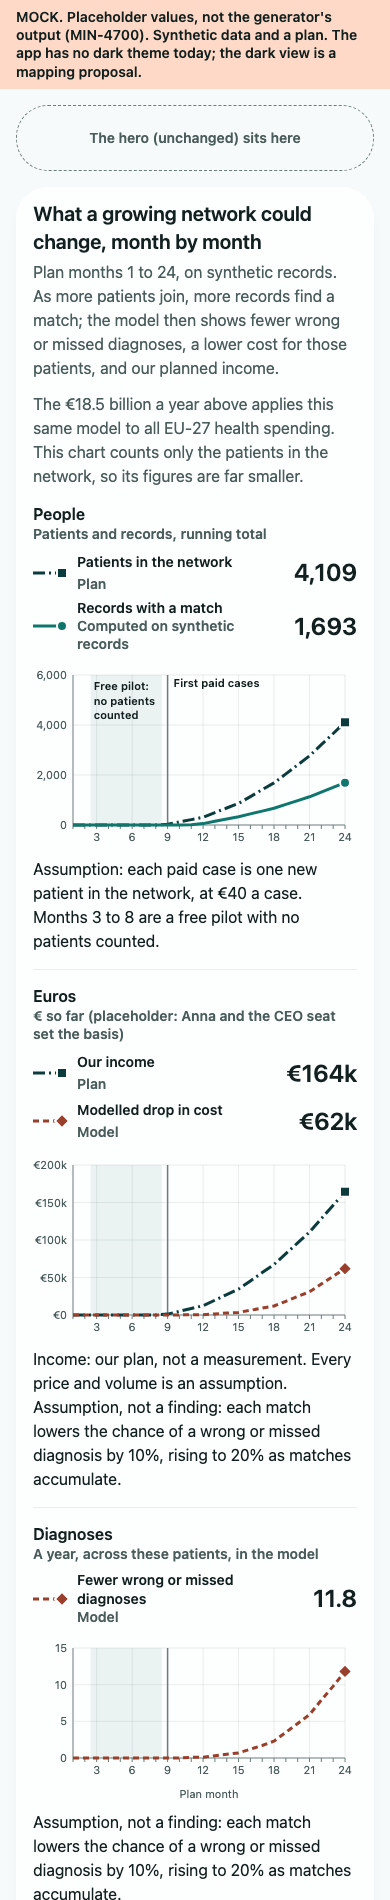 MOCK. Placeholder values, not the generator's
output (MIN-4700). Synthetic data and a plan. The
app has no dark theme today; the dark view is a
mapping proposal.
The hero (unchanged) sits here
What a growing network could
change, month by month
Plan months 1 to 24, on synthetic records.
As more patients join, more records find a
match; the model then shows fewer wrong
or missed diagnoses, a lower cost for those
patients, and our planned income.
The €18.5 billion a year above applies this
same model to all EU-27 health spending.
This chart counts only the patients in the
network, so its figures are far smaller.
People
Patients and records, running total
Patients in the network
Plan
4,109
Records with a match
Computed on synthetic
records
1,693
6,000
4,000
2,000
0
Free pilot:
no patients
counted
First paid cases
3 6 9 12 15 18 21 24
Assumption: each paid case is one new
patient in the network, at €40 a case.
Months 3 to 8 are a free pilot with no
patients counted.
Euros
€ so far (placeholder: Anna and the CEO seat
set the basis)
Our income
Plan
€164k
Modelled drop in cost
Model
€62k
€200k
€150k
€100k
€50k
€0
3 6 9 12 15 18 21 24
Income: our plan, not a measurement. Every
price and volume is an assumption.
Assumption, not a finding: each match
lowers the chance of a wrong or missed
diagnosis by 10%, rising to 20% as matches
accumulate.
Diagnoses
A year, across these patients, in the model
Fewer wrong or missed
diagnoses
Model
11.8
15
10
5
0
3 6 9 12 15 18 21 24
Plan month
Assumption, not a finding: each match
lowers the chance of a wrong or missed
diagnosis by 10%, rising to 20% as matches
accumulate.